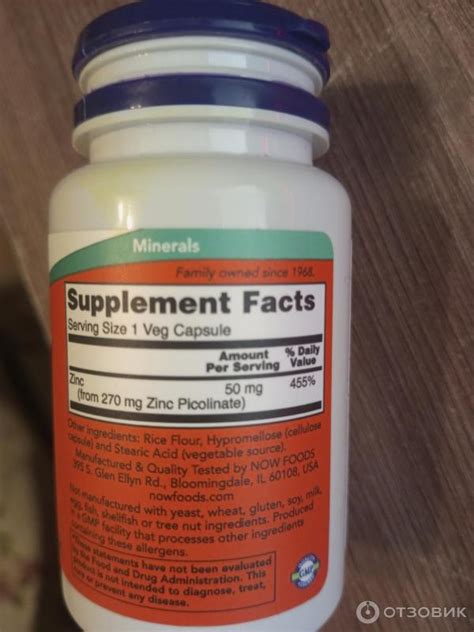 Minerals
Family owned since 1968.
Supplement Facts
Serving Size 1 Veg Capsule
Amount Per Serving
% Daily Value
Zinc 50 mg 455%
(from 270 mg Zinc Picolinate)
Other ingredients: Rice Flour, Hypromellose (cellulose
capsule) and Stearic Acid (vegetable source).
Manufactured & Quality Tested by NOW FOODS
395 S. Glen Ellyn Rd., Bloomingdale, IL 60108, USA
nowfoods.com
Not manufactured with yeast, wheat, gluten, soy, milk,
egg, fish, shellfish or tree nut ingredients. Produced
in a GMP facility that processes other ingredients
containing these allergens.
These statements have not been evaluated
by the Food and Drug Administration. This
product is not intended to diagnose, treat,
cure or prevent any disease.
GMP
ОТЗОВИК